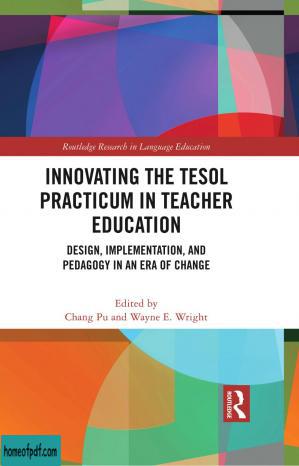 Routledge Research in Language Education
INNOVATING THE TESOL
PRACTICUM IN TEACHER
EDUCATION
DESIGN, IMPLEMENTATION, AND
PEDAGOGY IN AN ERA OF CHANGE
Edited by
Chang Pu and Wayne E. Wright
ROUTLEDGE
homeofpdf.com